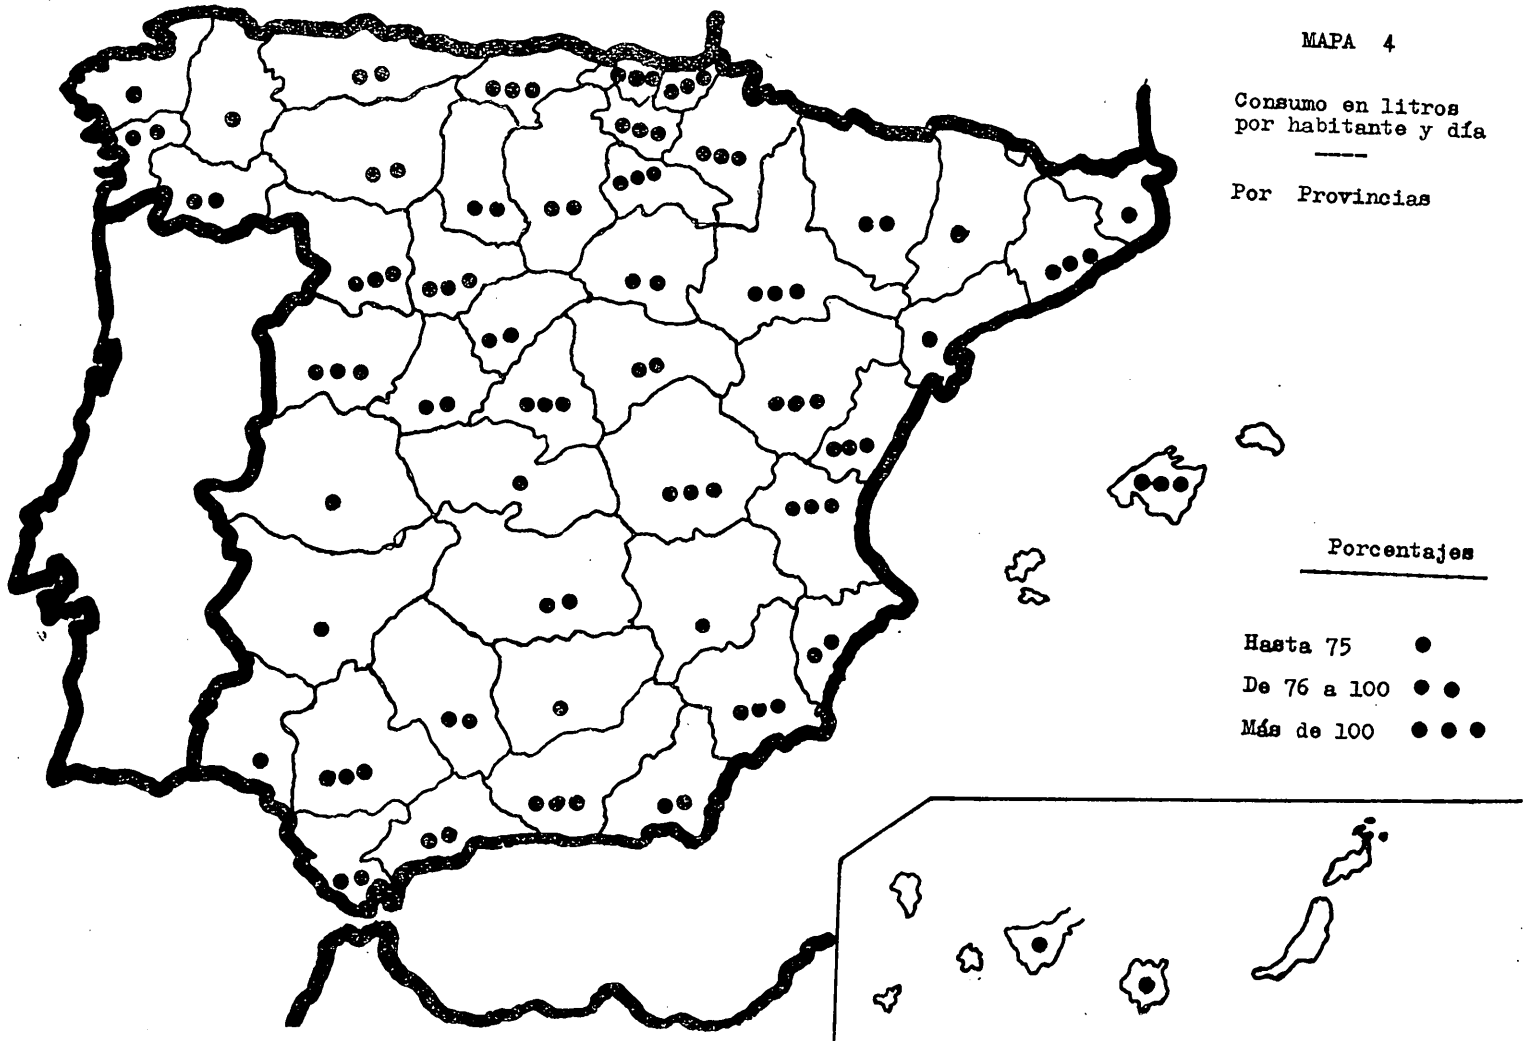 MAPA 4
Consumo en litros
por habitante y día
Por Provincias
Porcentajes
Hasta 75
De 76 a 100
Más de 100